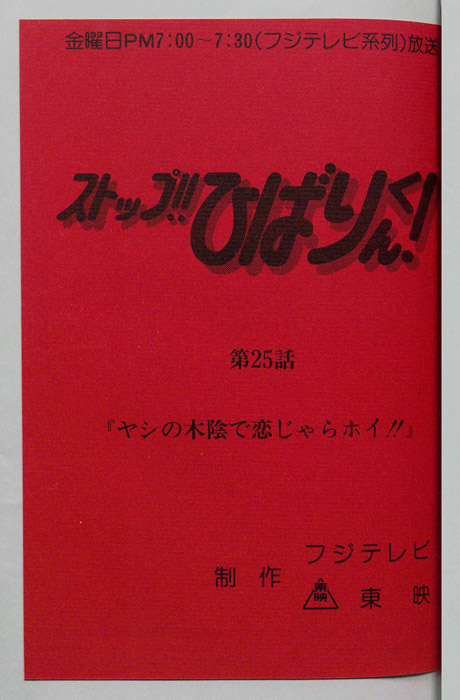 金曜日PM7:00～7:30(フジテレビ系列)放送
ストップ!!ひばりくん!
第25話
『ヤシの木陰で恋じゃらホイ!!』
フジテレビ
制作
東映
東映